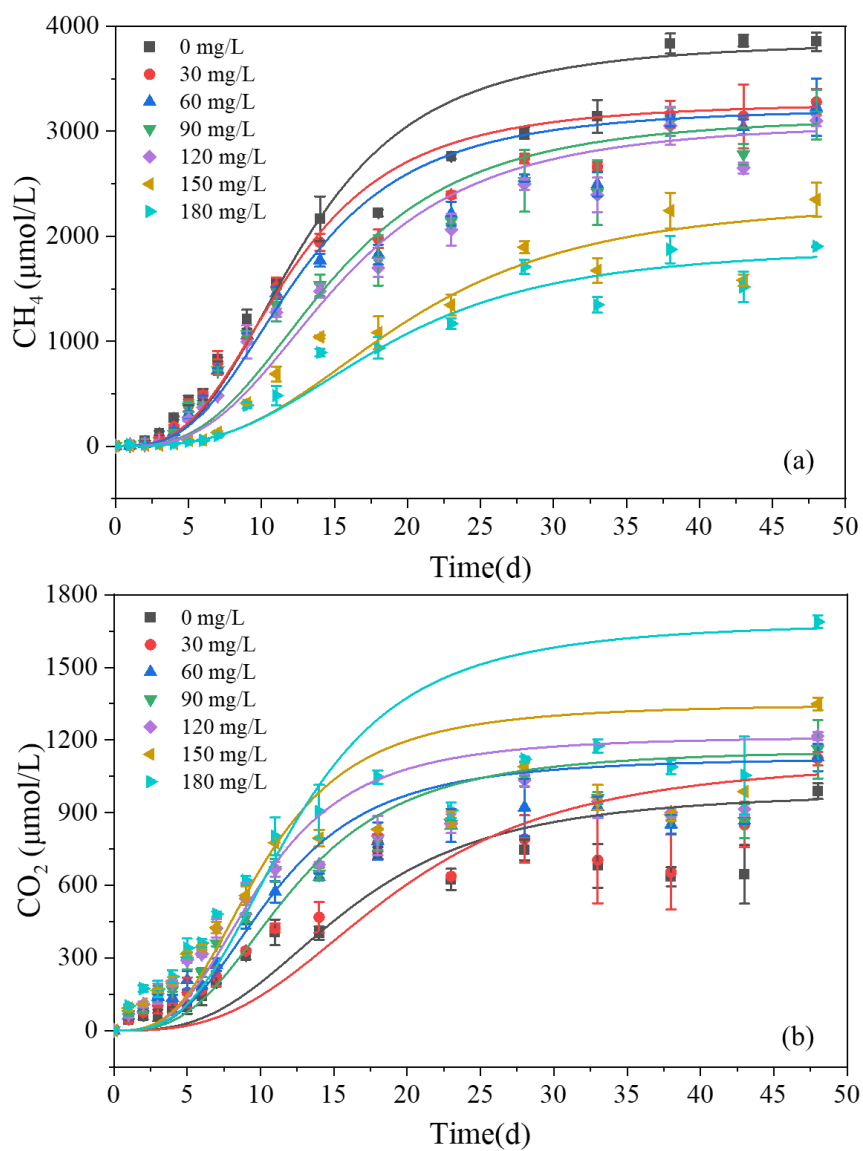 4000
3000
2000
1000
0
CH₄ (μmol/L)
0 mg/L
30 mg/L
60 mg/L
90 mg/L
120 mg/L
150 mg/L
180 mg/L
(a)
0 5 10 15 20 25 30 35 40 45 50
Time(d)
1800
1500
1200
900
600
300
0
CO₂ (μmol/L)
0 mg/L
30 mg/L
60 mg/L
90 mg/L
120 mg/L
150 mg/L
180 mg/L
(b)
0 5 10 15 20 25 30 35 40 45 50
Time(d)